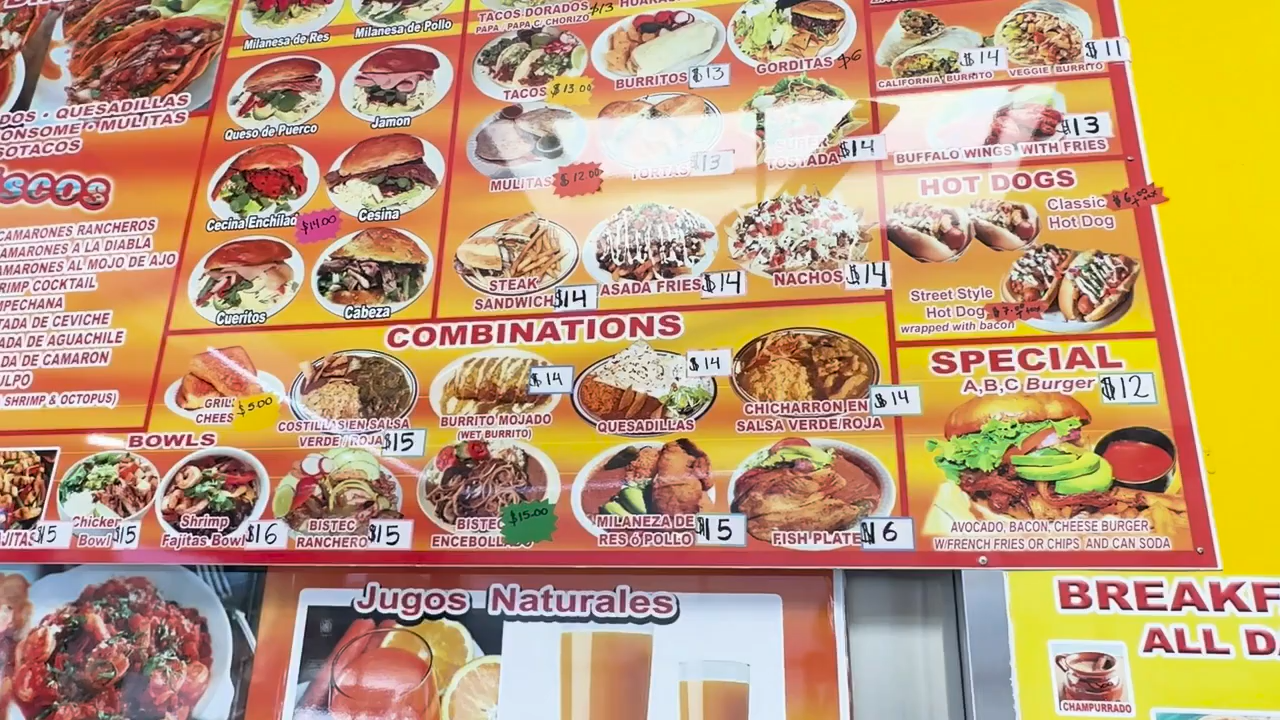 Milanesa de Res
Milanesa de Pollo
Queso de Puerco
Jamon
Cecina Enchilad
$14.00
Cesina
Cueritos
Cabeza
DOS • QUESADILLAS
ONSOME • MULITAS
SOTACOS
SCOS
CAMARONES RANCHEROS
AMARONES A LA DIABLA
AMARONES AL MOJO DE AJO
RIMP COCKTAIL
MPECHANA
TADA DE CEVICHE
ADA DE AGUACHILE
DA DE CAMARON
ULPO
SHRIMP & OCTOPUS)
TACOS DORADOS
$13
PAPA, PAPA C/ CHORIZO
TACOS
$13.00
BURRITOS
$13
GORDITAS
$6
MULITAS
$12.00
TORTAS
$13
SUPER
TOSTADA
$14
STEAK
SANDWICH
$14
ASADA FRIES
$14
NACHOS
$14
CALIFORNIA BURRITO
$14
VEGGIE BURRITO
$11
$13
BUFFALO WINGS WITH FRIES
HOT DOGS
Classic
Hot Dog
Street Style
Hot Dog
wrapped with bacon
COMBINATIONS
$5.00
COSTILLAS EN SALSA
VERDE/ROJA
$15
BURRITO MOJADO
(WET BURRITO)
$14
QUESADILLAS
$14
CHICHARRON EN
SALSA VERDE/ROJA
$14
BISTEC
RANCHERO
$15
BISTEC
$15.00
MILANEZA DE
RES ó POLLO
$15
FISH PLATE
$16
BOWLS
JITAS
$15
Chicken
Bowl
$15
Shrimp
Fajitas Bowl
$16
SPECIAL
A,B,C Burger
$12
AVOCADO, BACON, CHEESE BURGER
W/FRENCH FRIES OR CHIPS AND CAN SODA
Jugos Naturales
BREAKF
ALL DA
CHAMPURRADO